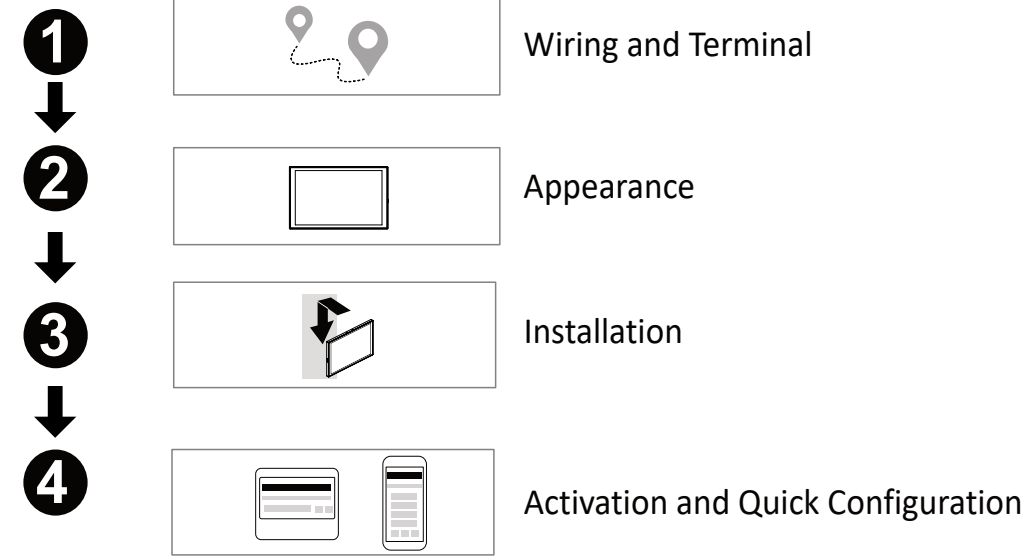 1
Wiring and Terminal
2
Appearance
3
Installation
4
Activation and Quick Configuration